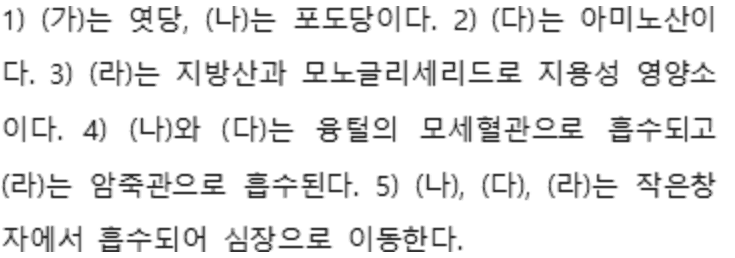 1) (가)는 엿당, (나)는 포도당이다. 2) (다)는 아미노산이
다. 3) (라)는 지방산과 모노글리세리드로 지용성 영양소
이다. 4) (나)와 (다)는 융털의 모세혈관으로 흡수되고
(라)는 암죽관으로 흡수된다. 5) (나), (다), (라)는 작은창
자에서 흡수되어 심장으로 이동한다.